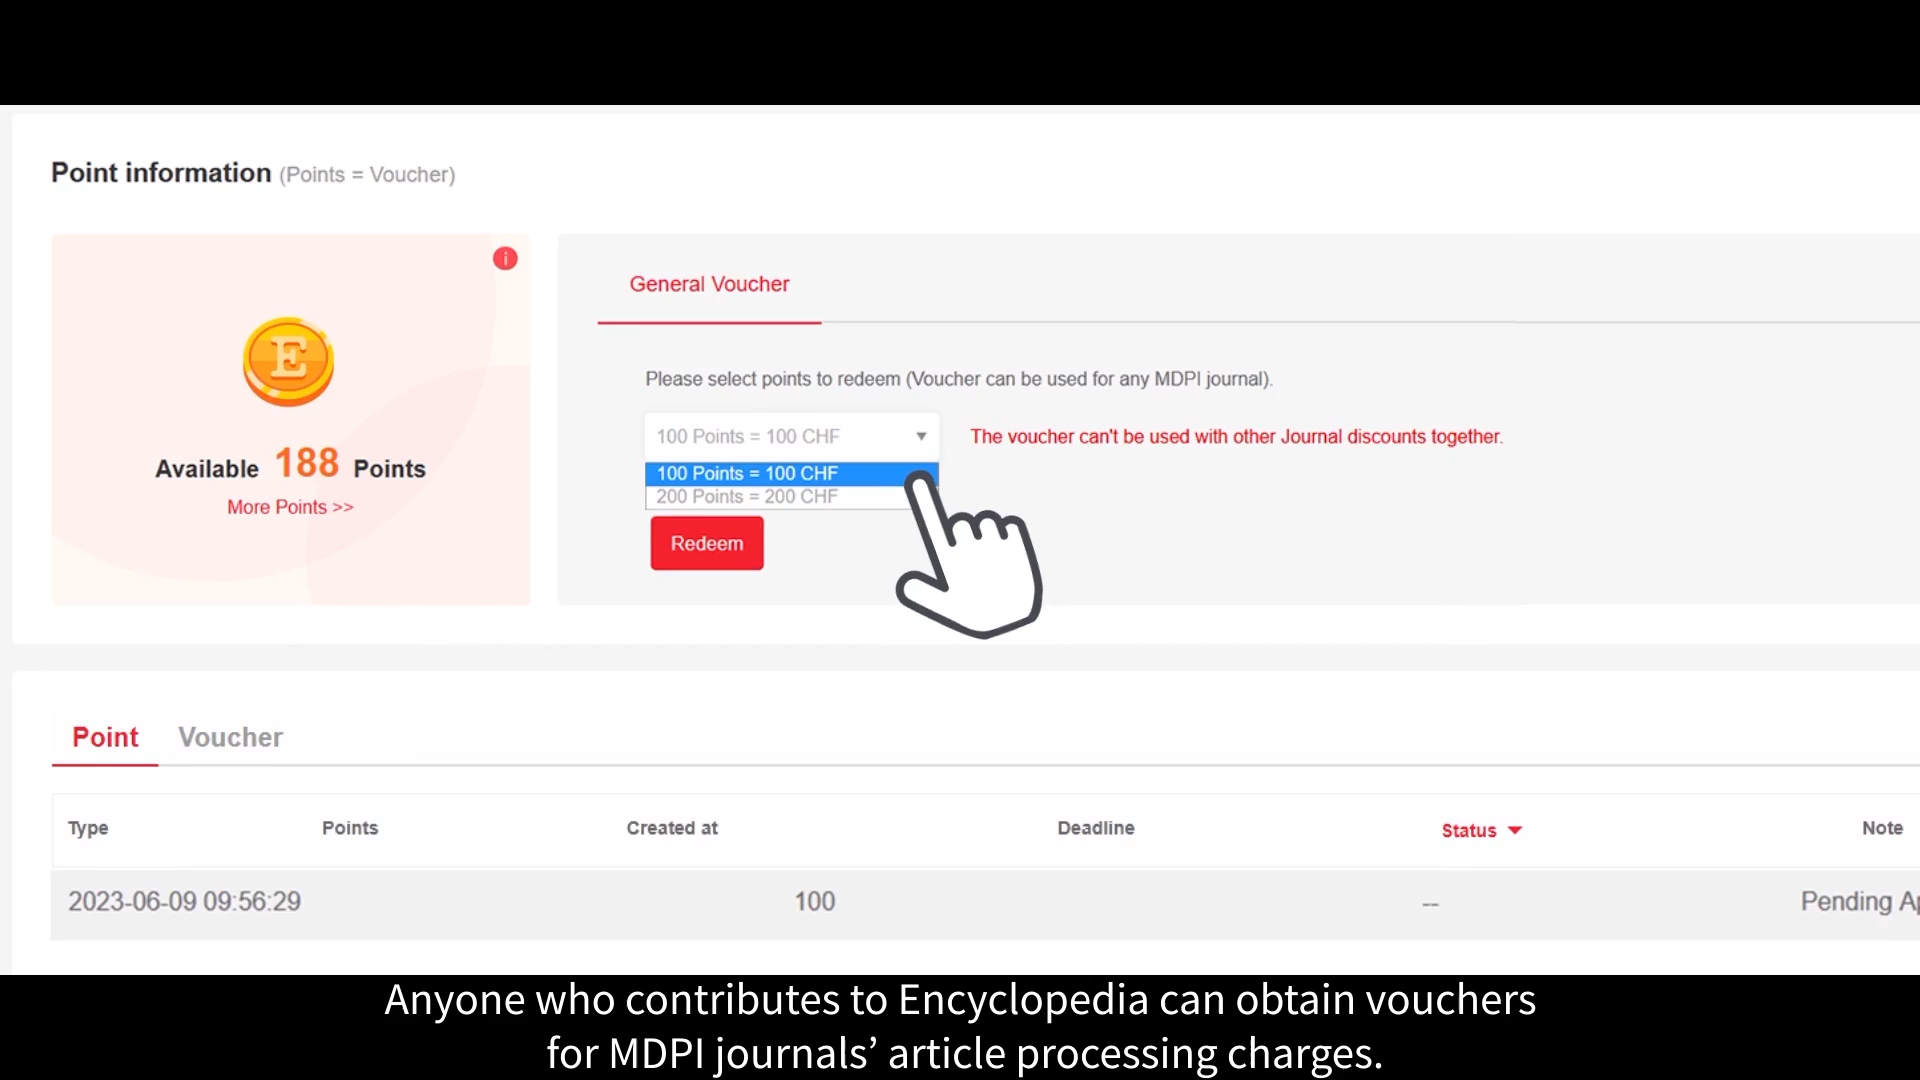 Point information (Points = Voucher)
i
E
Available 188 Points
More Points >>
General Voucher
Please select points to redeem (Voucher can be used for any MDPI journal).
100 Points = 100 CHF
The voucher can't be used with other Journal discounts together.
100 Points = 100 CHF
200 Points = 200 CHF
Redeem
Point Voucher
Type Points Created at Deadline Status Note
2023-06-09 09:56:29 100 -- Pending
Anyone who contributes to Encyclopedia can obtain vouchers
for MDPI journals’ article processing charges.